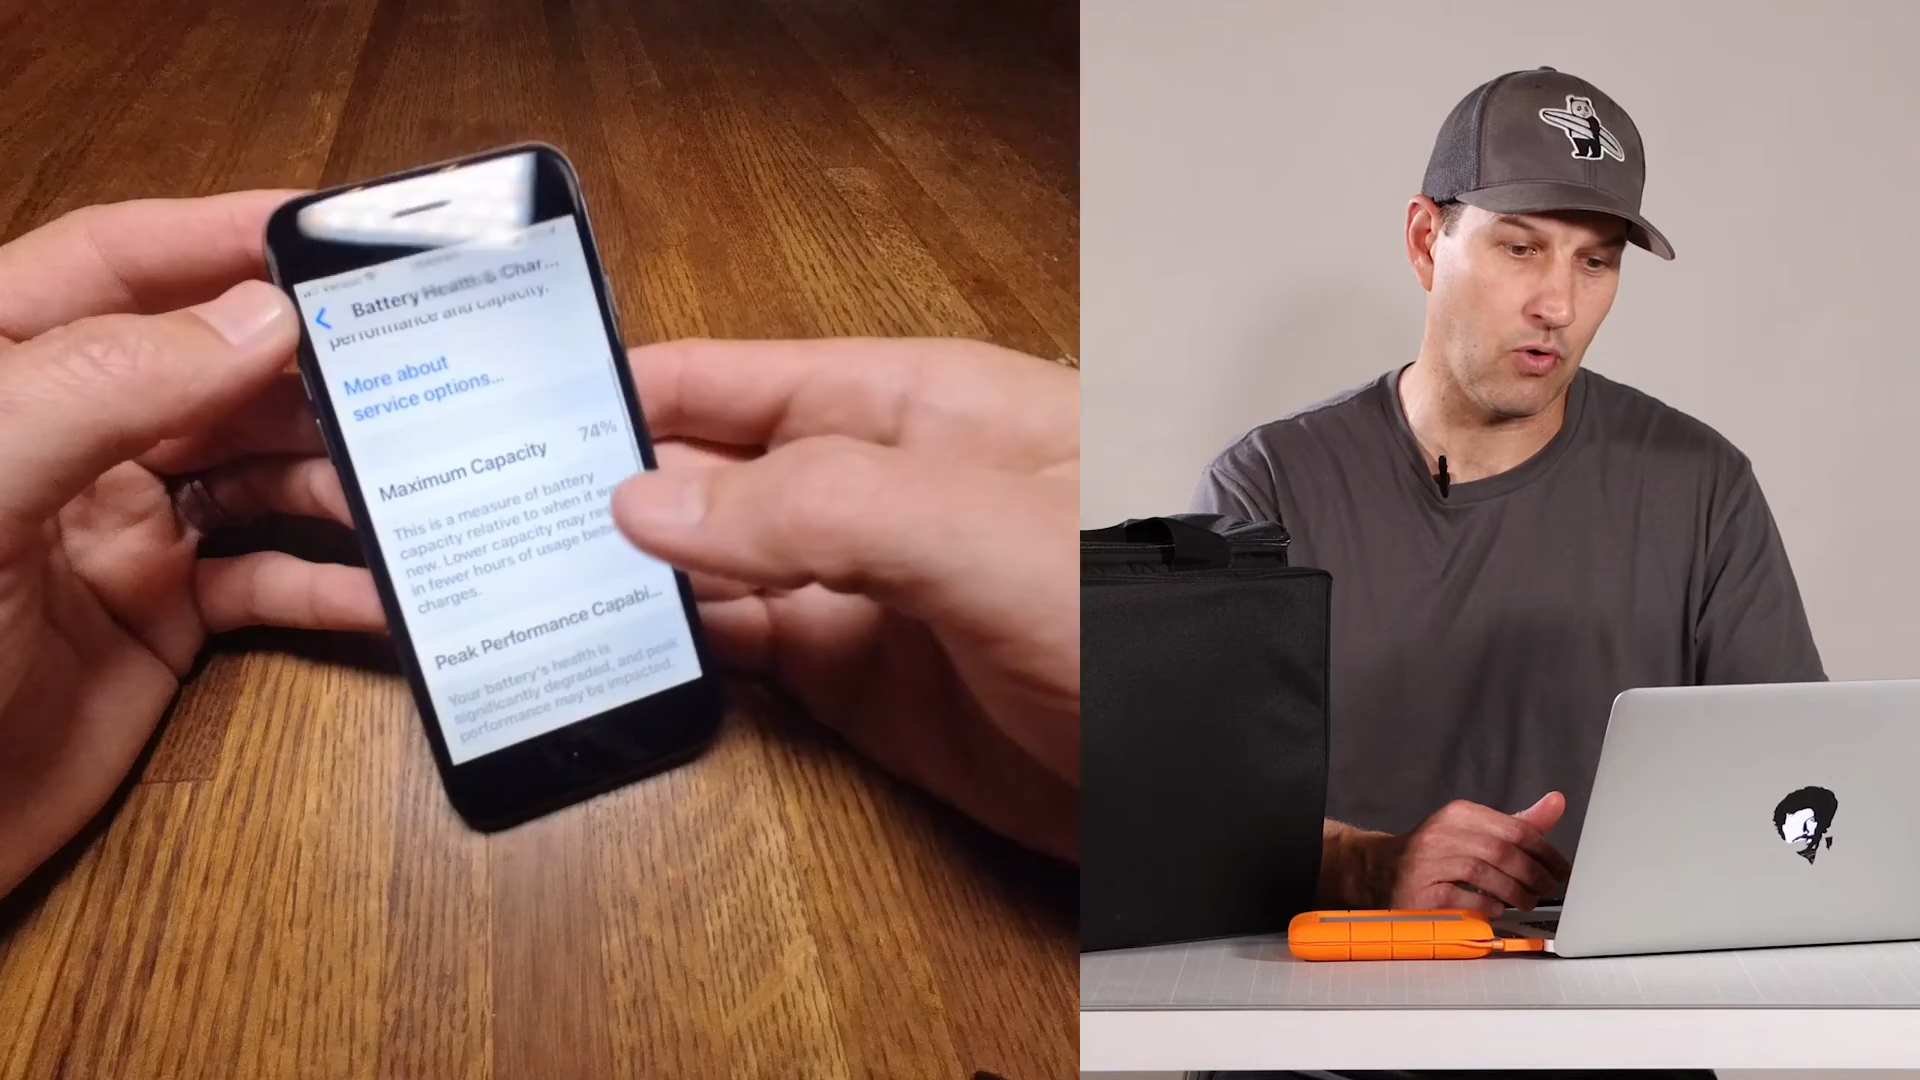 Verizon
Battery Health & Char...
performance and capacity.
More about
service options...
Maximum Capacity 74%
This is a measure of battery
capacity relative to when it
new. Lower capacity may
in fewer hours of usage
charges.
Peak Performance Capabi...
Your battery's health is
significantly degraded, and peak
performance may be impacted.